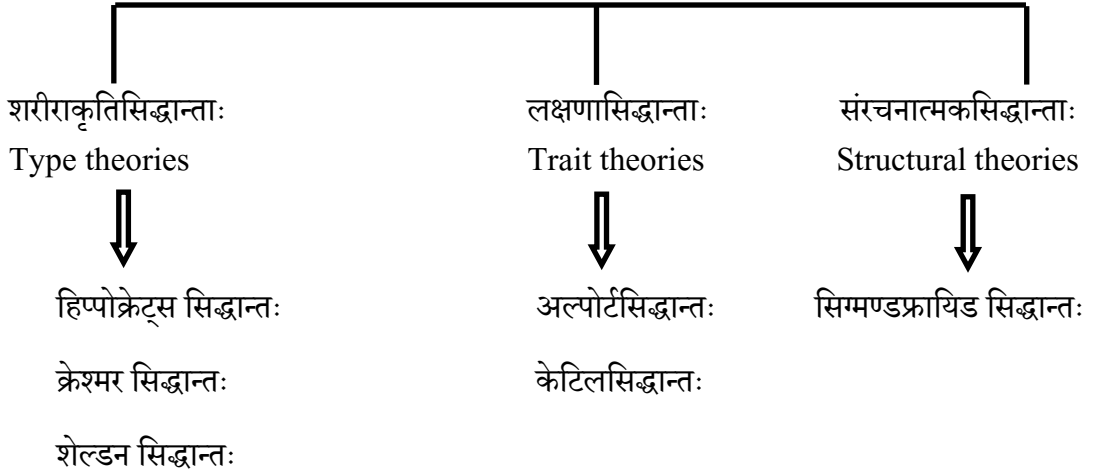 शरीराकृतिसिद्धान्ताः
Type theories
हिप्पोक्रेट्स सिद्धान्तः
क्रेश्मर सिद्धान्तः
शेल्डन सिद्धान्तः
लक्षणासिद्धान्ताः
Trait theories
अल्पोर्टसिद्धान्तः
केटिलसिद्धान्तः
संरचनात्मकसिद्धान्ताः
Structural theories
सिग्मण्डफ्रायिड सिद्धान्तः